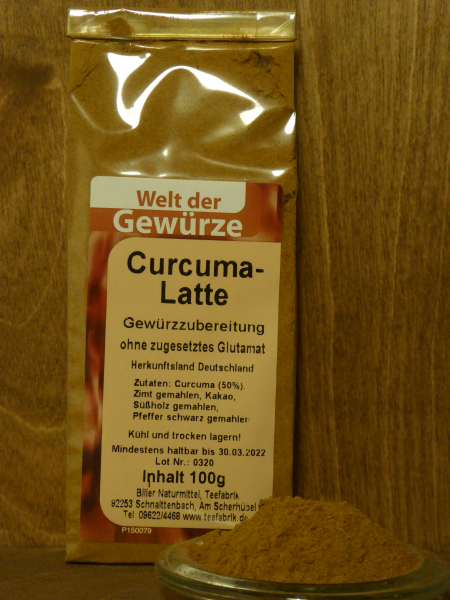 Welt der
Gewürze
Curcuma-
Latte
Gewürzzubereitung
ohne zugesetztes Glutamat
Herkunftsland Deutschland
Zutaten: Curcuma (50%).
Zimt gemahlen, Kakao,
Süßholz gemahlen,
Pfeffer schwarz gemahlen
Kühl und trocken lagern!
Mindestens haltbar bis 30.03.2022
Lot Nr.: 0320
Inhalt 100g
Biller Naturmittel, Teefabrik
92253 Schnaittenbach, Am Scherhübel
Tel. 09622/4468 www.teefabrik.de
P150079